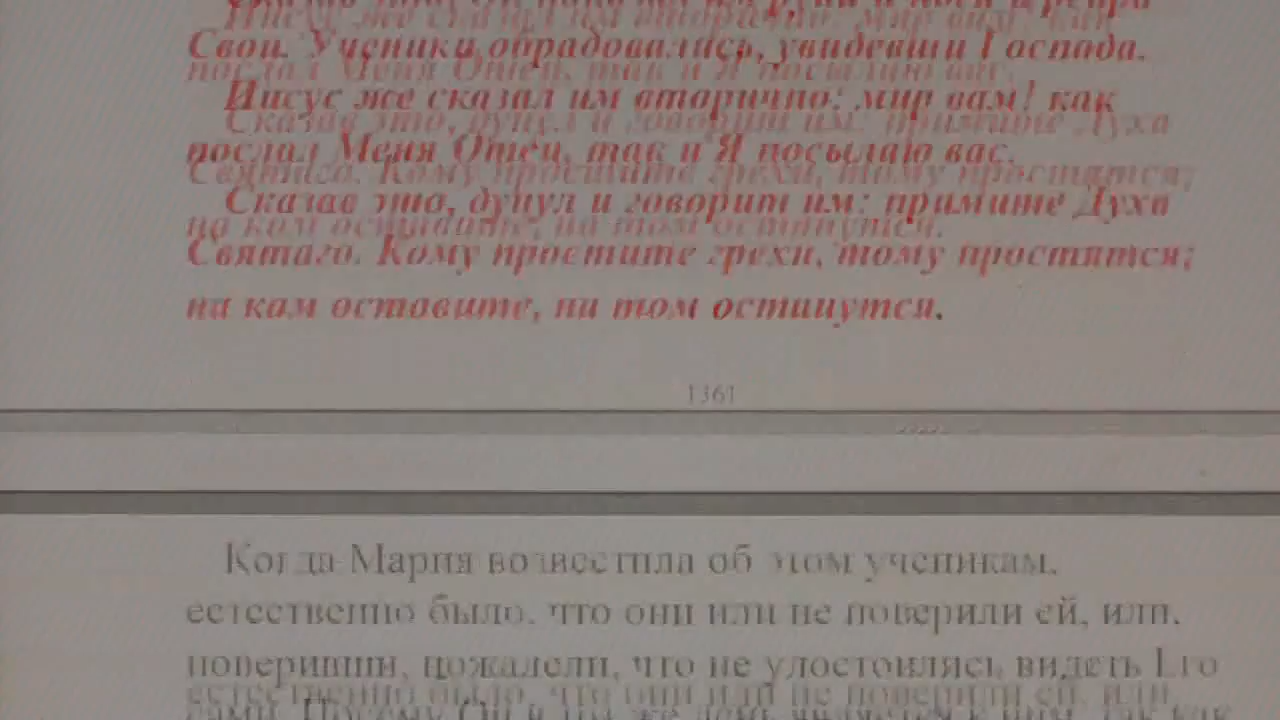 Свои. Ученики обрадовались, увидевши Господа.
Иисус же сказал им вторично: мир вам! как
послал Меня Отец, так и Я посылаю вас.
Сказав это, дунул и говорит им: примите Духа
Святаго. Кому простите грехи, тому простятся;
на ком оставите, на том останутся.
1361
Когда Мария возвестила об этом ученикам,
естественно было, что они или не поверили ей, или,
поверивши, пожалели, что не удостоились видеть Его